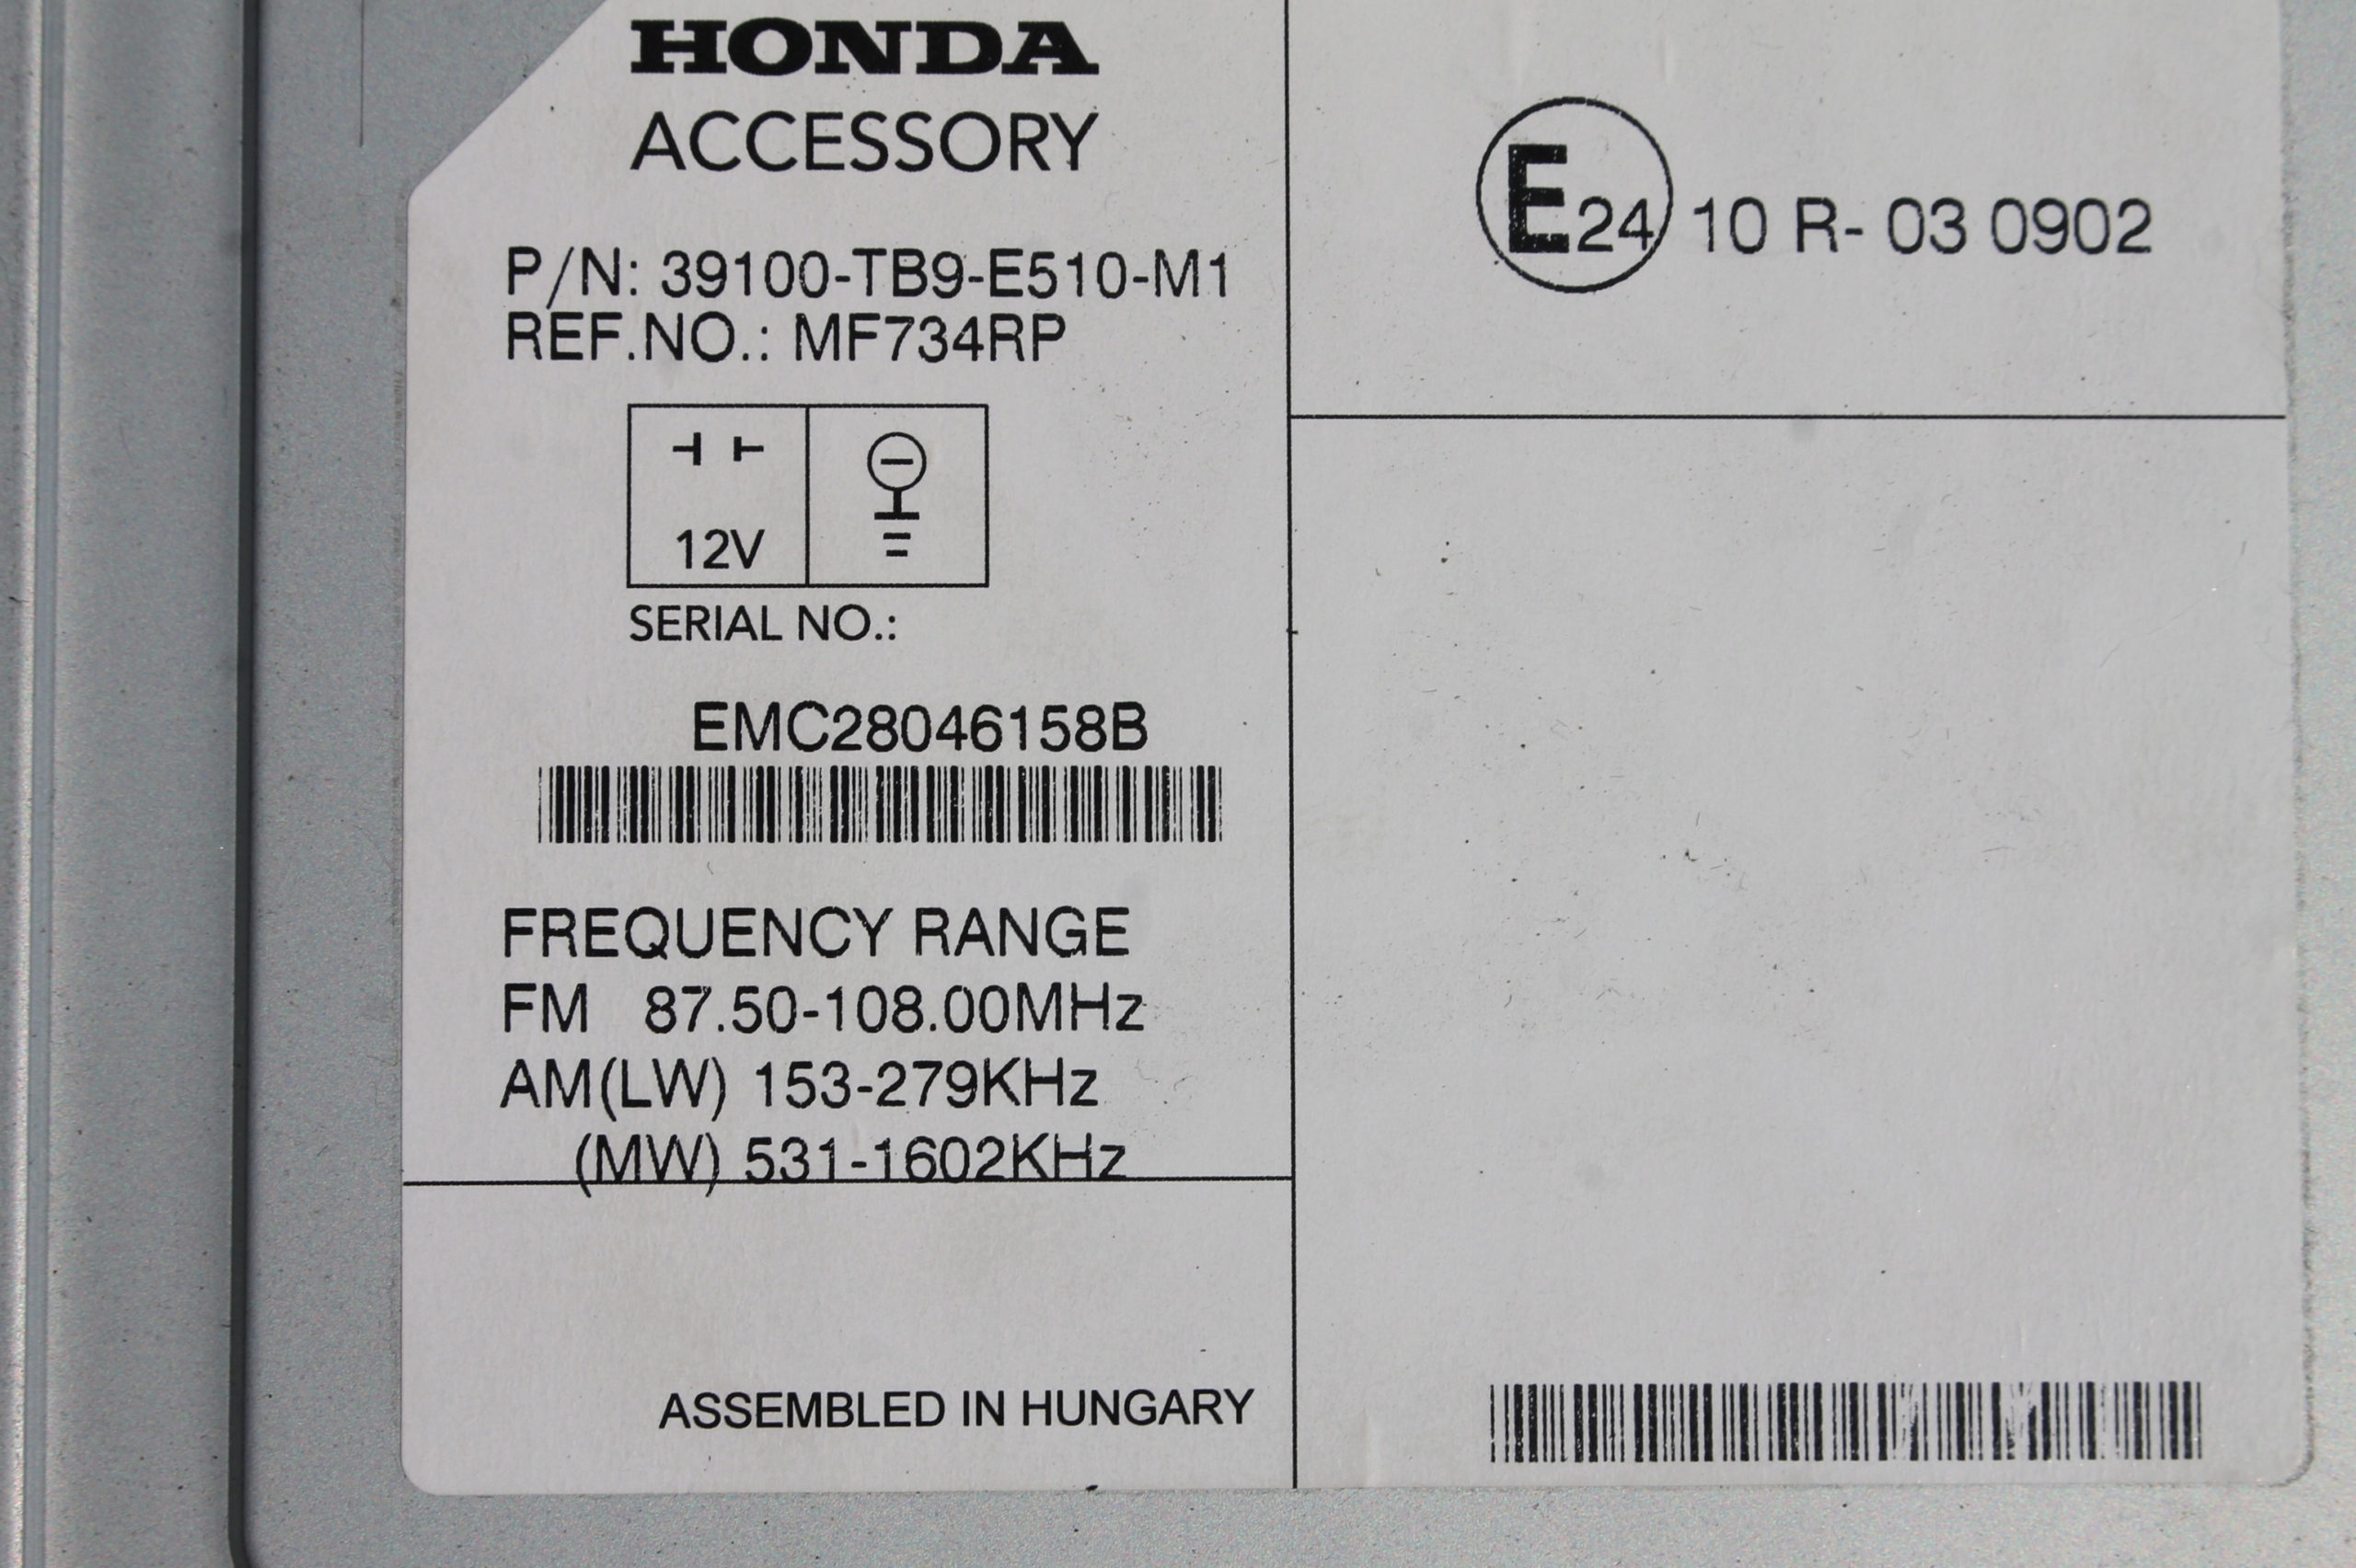 HONDA
ACCESSORY
P/N: 39100-TB9-E510-M1
REF.NO.: MF734RP
12V
SERIAL NO.:
EMC28046158B
FREQUENCY RANGE
FM 87.50-108.00MHz
AM(LW) 153-279KHz
(MW) 531-1602KHz
ASSEMBLED IN HUNGARY
E24 10 R- 03 0902